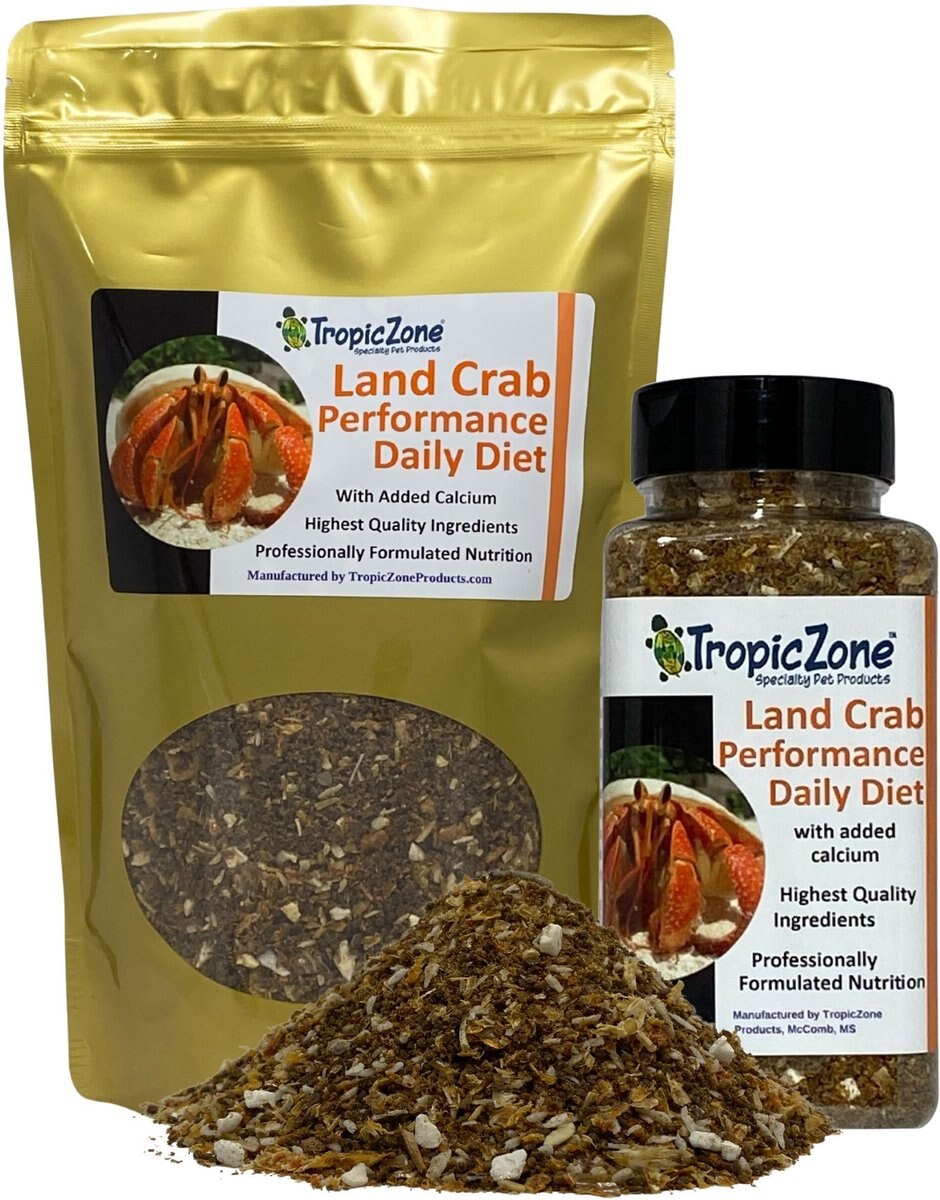 TropicZone®
Specialty Pet Products
Land Crab
Performance
Daily Diet
With Added Calcium
Highest Quality Ingredients
Professionally Formulated Nutrition
Manufactured by TropicZoneProducts.com
TropicZone™
Specialty Pet Products
Land Crab
Performance
Daily Diet
with added
calcium
Highest Quality
Ingredients
Professionally
Formulated Nutrition
Manufactured by TropicZone
Products, McComb, MS